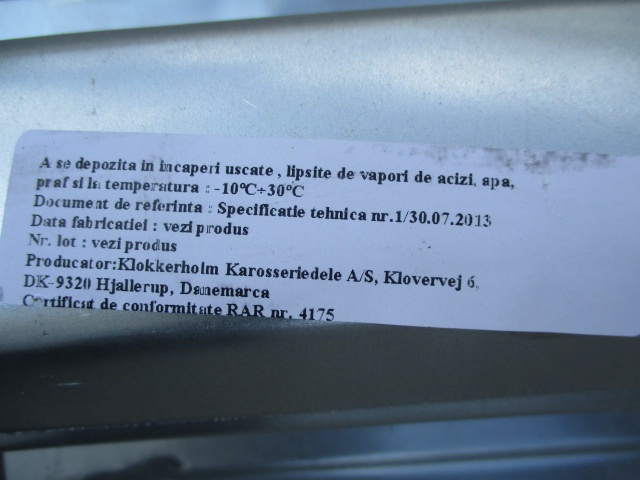 A se depozita in incaperi uscate , lipsite de vapori de acizi, apa,
praf si la temperatura : -10ºC÷30ºC
Document de referinta : Specificatie tehnica nr.1/30.07.2013
Data fabricatiei : vezi produs
Nr. lot : vezi produs
Producator:Klokkerholm Karosseriedele A/S, Klovervej 6,
DK-9320 Hjallerup, Danemarca
Certificat de conformitate RAR nr. 4175